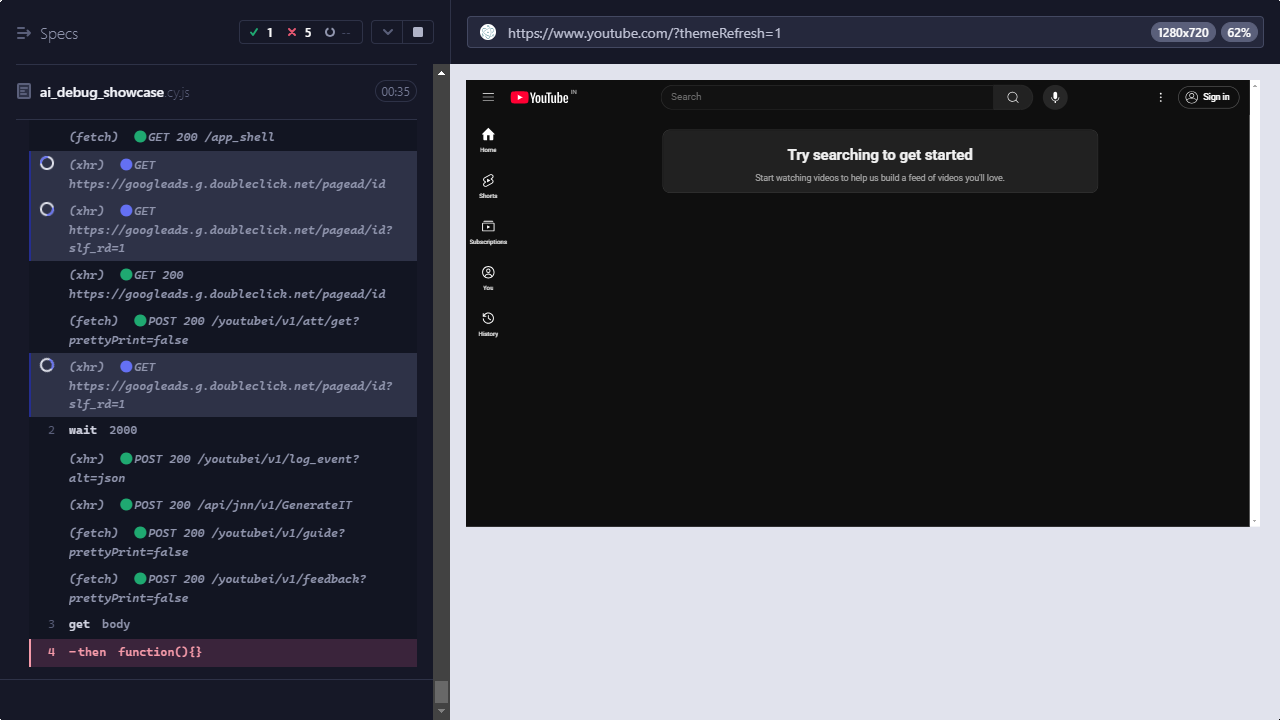 Specs
1
5
--
ai_debug_showcase.cy.js
00:35
(fetch) GET 200 /app_shell
(xhr) GET
https://googleads.g.doubleclick.net/pagead/id
(xhr) GET
https://googleads.g.doubleclick.net/pagead/id?
slf_rd=1
(xhr) GET 200
https://googleads.g.doubleclick.net/pagead/id
(fetch) POST 200 /youtubei/v1/att/get?
prettyPrint=false
(xhr) GET
https://googleads.g.doubleclick.net/pagead/id?
slf_rd=1
2 wait 2000
(xhr) POST 200 /youtubei/v1/log_event?
alt=json
(xhr) POST 200 /api/jnn/v1/GenerateIT
(fetch) POST 200 /youtubei/v1/guide?
prettyPrint=false
(fetch) POST 200 /youtubei/v1/feedback?
prettyPrint=false
3 get body
4 -then function(){}
https://www.youtube.com/?themeRefresh=1
1280x720
62%
YouTube IN
Search
Sign in
Home
Shorts
Subscriptions
You
History
Try searching to get started
Start watching videos to help us build a feed of videos you'll love.